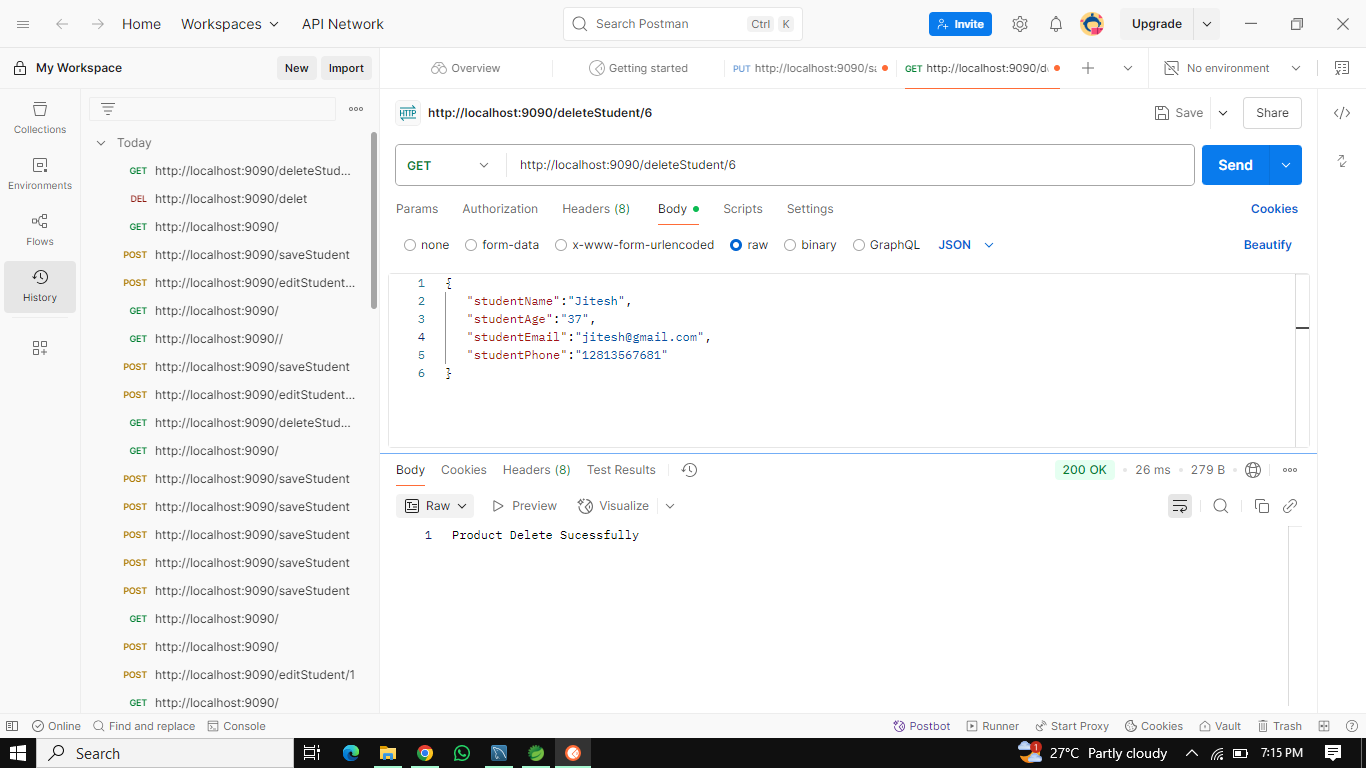 Home
Workspaces
API Network
Search Postman
Ctrl
K
Invite
Upgrade
My Workspace
New
Import
Overview
Getting started
PUT http://localhost:9090/sa
GET http://localhost:9090/d
No environment
Collections
Environments
Flows
History
Today
GET http://localhost:9090/deleteStud...
DEL http://localhost:9090/delet
GET http://localhost:9090/
POST http://localhost:9090/saveStudent
POST http://localhost:9090/editStudent...
GET http://localhost:9090/
GET http://localhost:9090//
POST http://localhost:9090/saveStudent
POST http://localhost:9090/editStudent...
GET http://localhost:9090/deleteStud...
GET http://localhost:9090/
POST http://localhost:9090/saveStudent
POST http://localhost:9090/saveStudent
POST http://localhost:9090/saveStudent
POST http://localhost:9090/saveStudent
POST http://localhost:9090/saveStudent
GET http://localhost:9090/
POST http://localhost:9090/
POST http://localhost:9090/editStudent/1
GET http://localhost:9090/
HTTP http://localhost:9090/deleteStudent/6
Save
Share
GET http://localhost:9090/deleteStudent/6
Send
Params Authorization Headers (8) Body Scripts Settings Cookies
none form-data x-www-form-urlencoded raw binary GraphQL JSON Beautify
1 {
2 "studentName":"Jitesh",
3 "studentAge":"37",
4 "studentEmail":"jitesh@gmail.com",
5 "studentPhone":"12813567681"
6 }
Body Cookies Headers (8) Test Results 200 OK • 26 ms • 279 B
Raw Preview Visualize
1 Product Delete Sucessfully
Online Find and replace Console Postbot Runner Start Proxy Cookies Vault Trash
Search
1
27°C Partly cloudy 7:15 PM